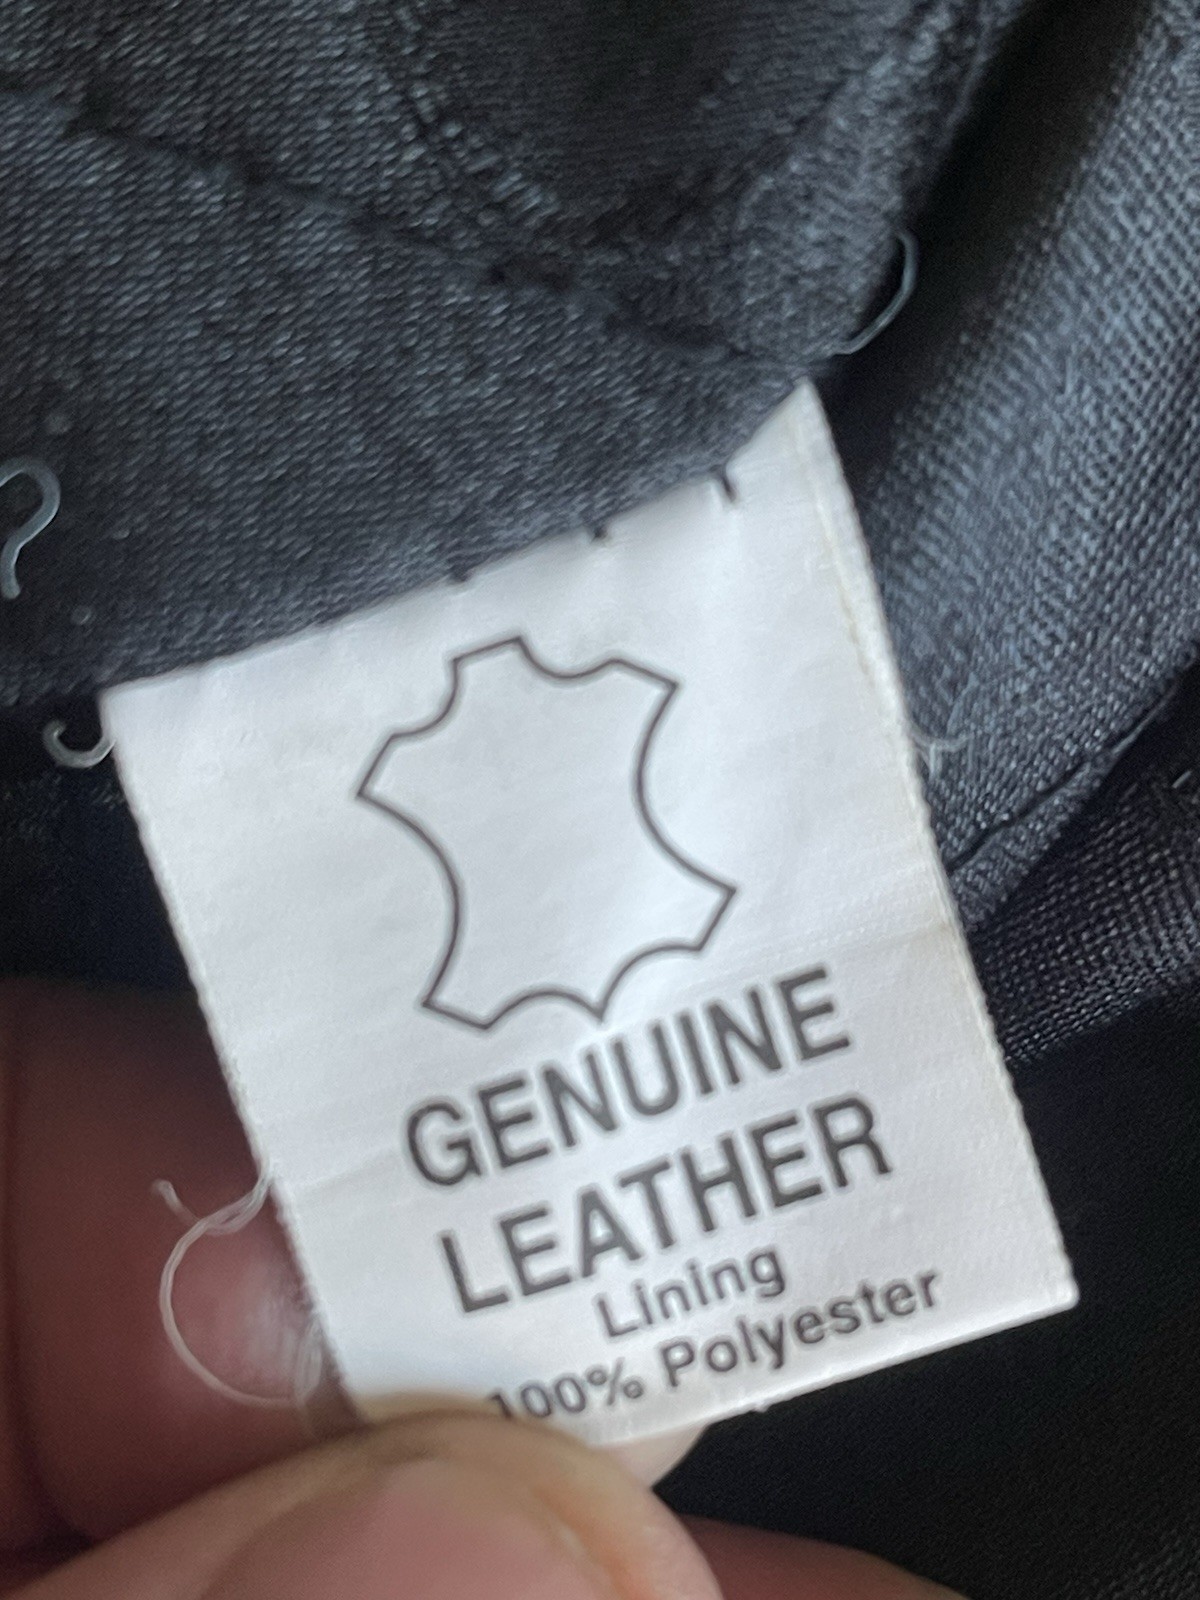 GENUINE
LEATHER
Lining
100% Polyester